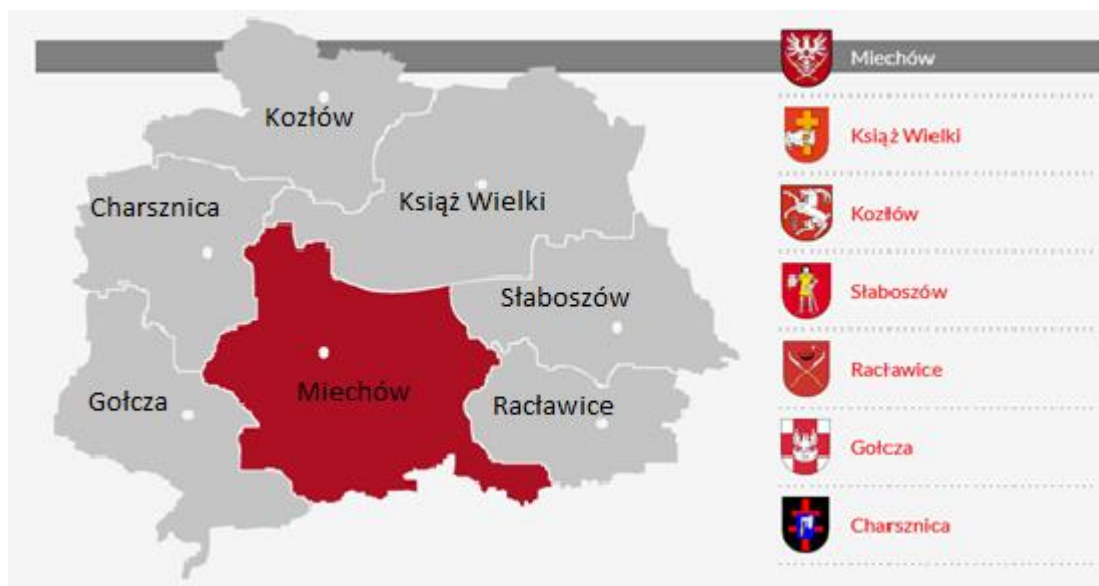 Kozłów
Charsznica
Książ Wielki
Słaboszów
Miechów
Gołcza
Racławice
Miechów
Książ Wielki
Kozłów
Słaboszów
Racławice
Gołcza
Charsznica